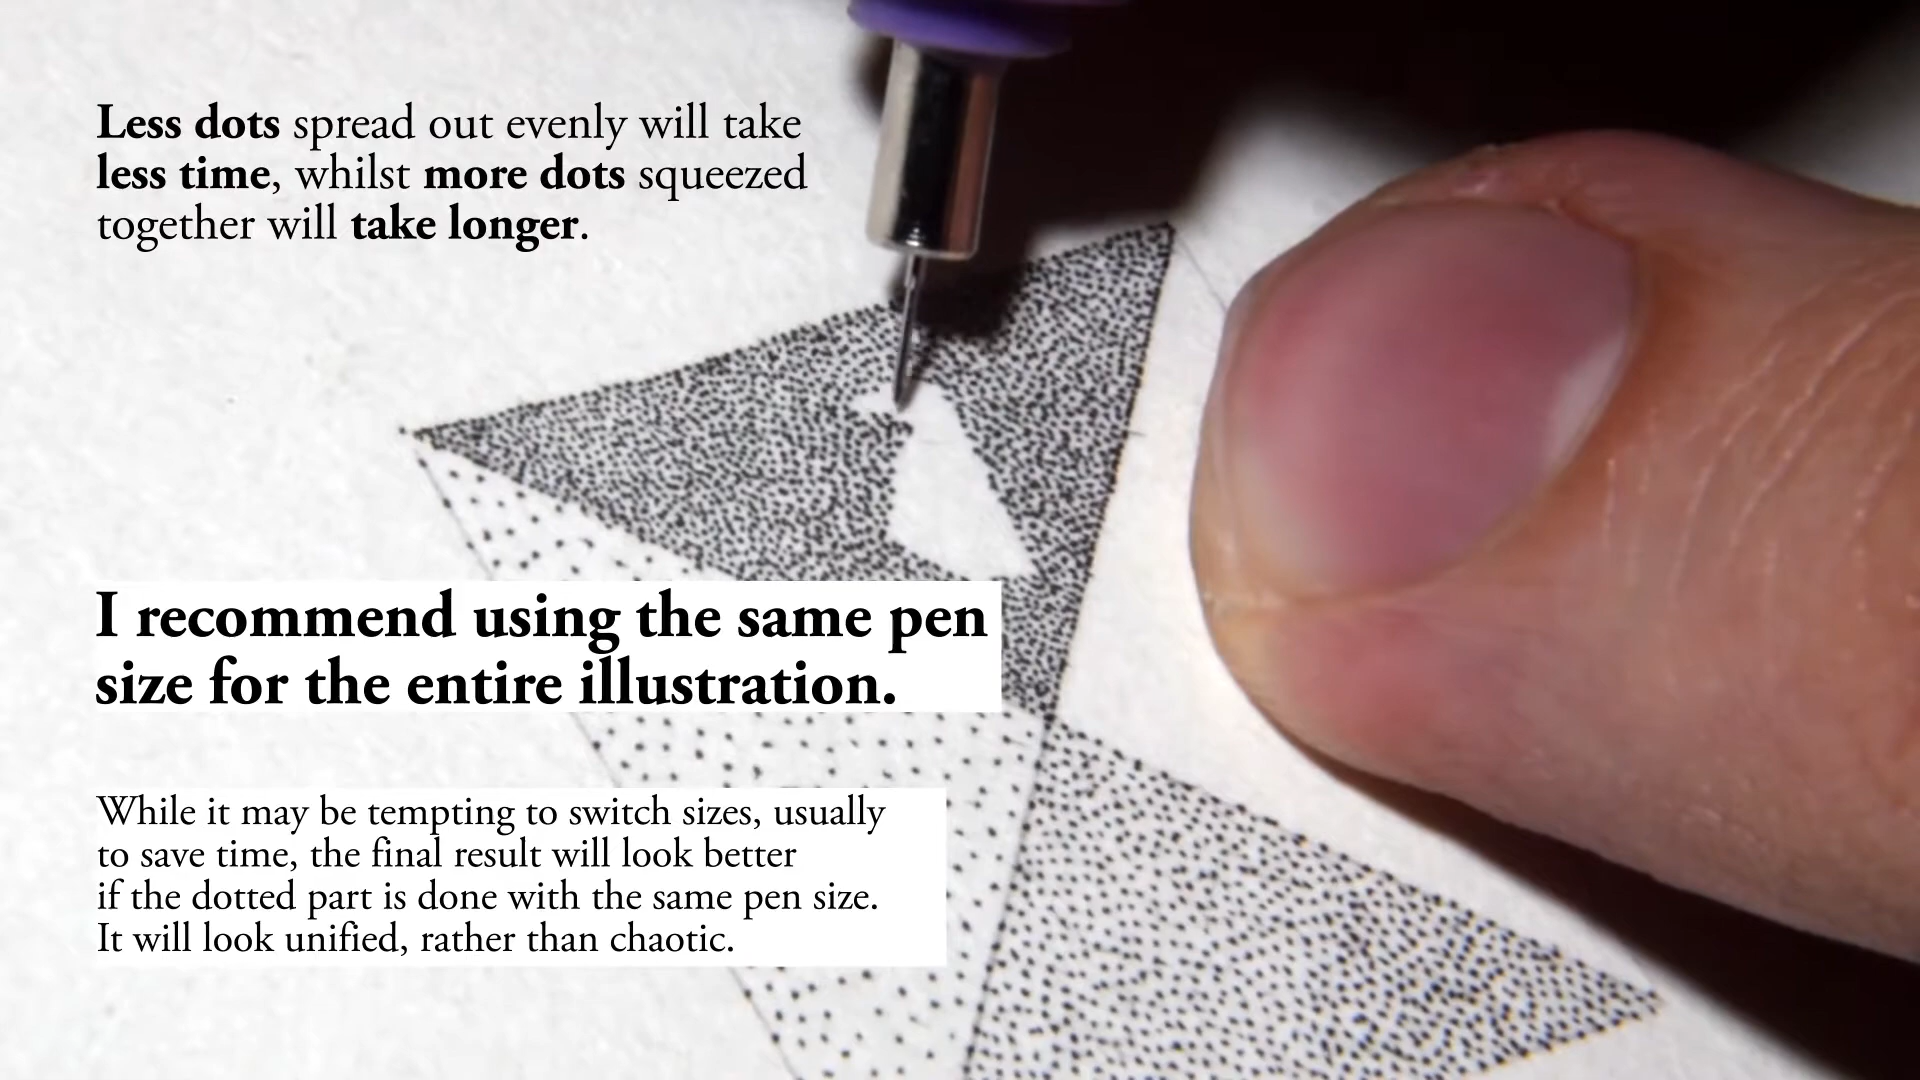 Less dots spread out evenly will take
less time, whilst more dots squeezed
together will take longer.
I recommend using the same pen
size for the entire illustration.
While it may be tempting to switch sizes, usually
to save time, the final result will look better
if the dotted part is done with the same pen size.
It will look unified, rather than chaotic.